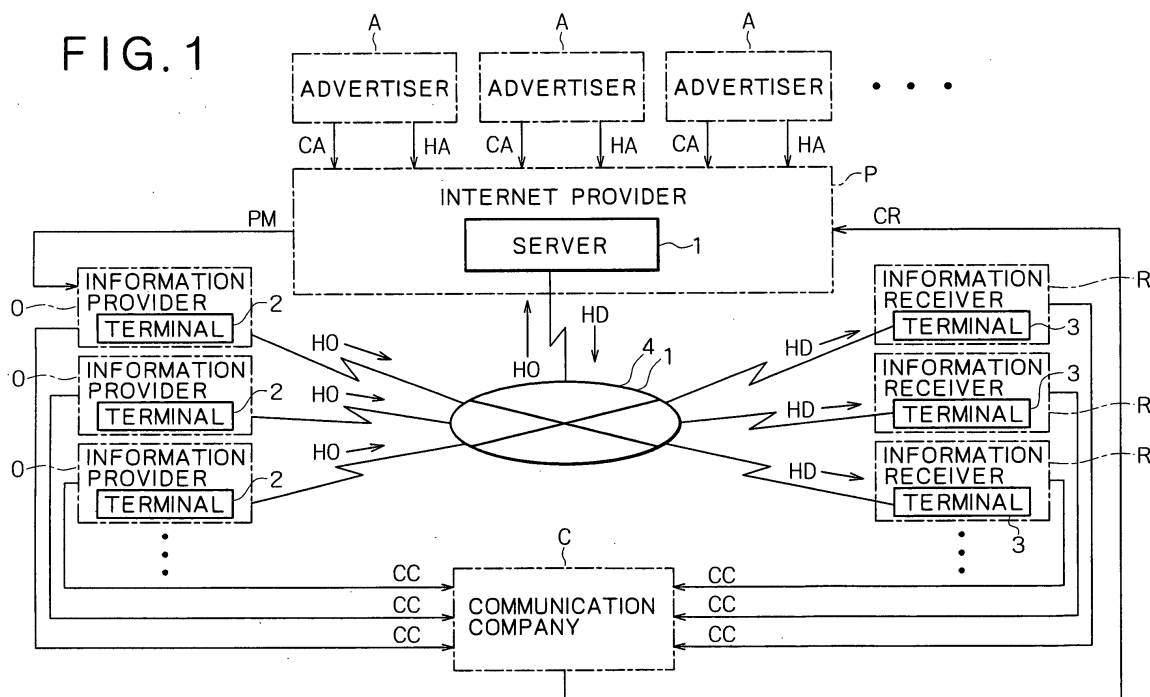 FIG. 1
A A A
ADVERTISER ADVERTISER ADVERTISER
CA HA CA HA CA HA
INTERNET PROVIDER
P
PM
CR
SERVER
1
INFORMATION PROVIDER
TERMINAL
O
2
INFORMATION PROVIDER
TERMINAL
O
2
INFORMATION PROVIDER
TERMINAL
O
2
HO
HO
HO
HO
HD
4
1
HD
HD
HD
INFORMATION RECEIVER
TERMINAL
R
3
INFORMATION RECEIVER
TERMINAL
3
R
INFORMATION RECEIVER
TERMINAL
R
3
C
COMMUNICATION COMPANY
CC CC
CC CC
CC CC